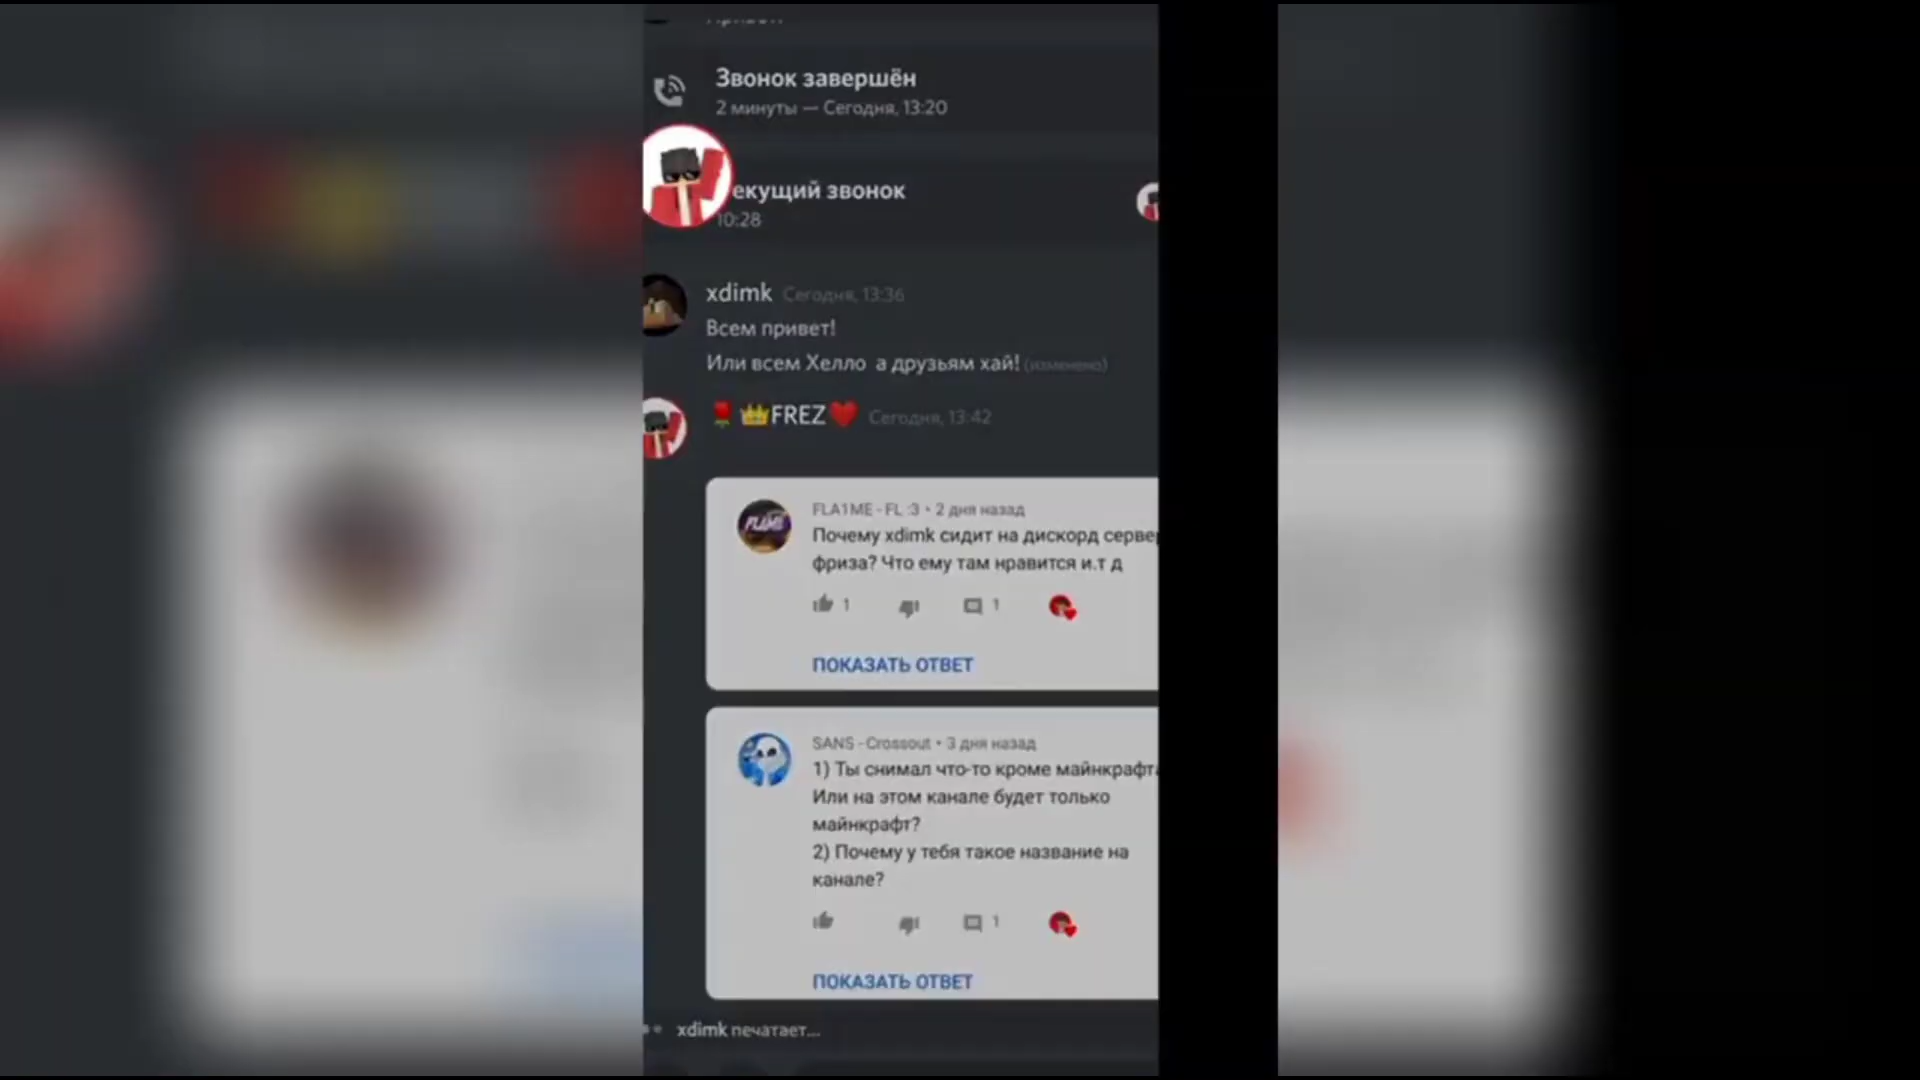 Звонок завершён
2 минуты — Сегодня, 13:20
екущий звонок
10:28
xdimk Сегодня, 13:36
Всем привет!
Или всем Хелло а друзьям хай! (изменено)
🌹👑FREZ❤️ Сегодня, 13:42
FLA1ME - FL :3 • 2 дня назад
Почему xdimk сидит на дискорд сервер
фриза? Что ему там нравится и.т д
1
1
ПОКАЗАТЬ ОТВЕТ
SANS - Crossout • 3 дня назад
1) Ты снимал что-то кроме майнкрафта
Или на этом канале будет только
майнкрафт?
2) Почему у тебя такое название на
канале?
1
ПОКАЗАТЬ ОТВЕТ
xdimk печатает...